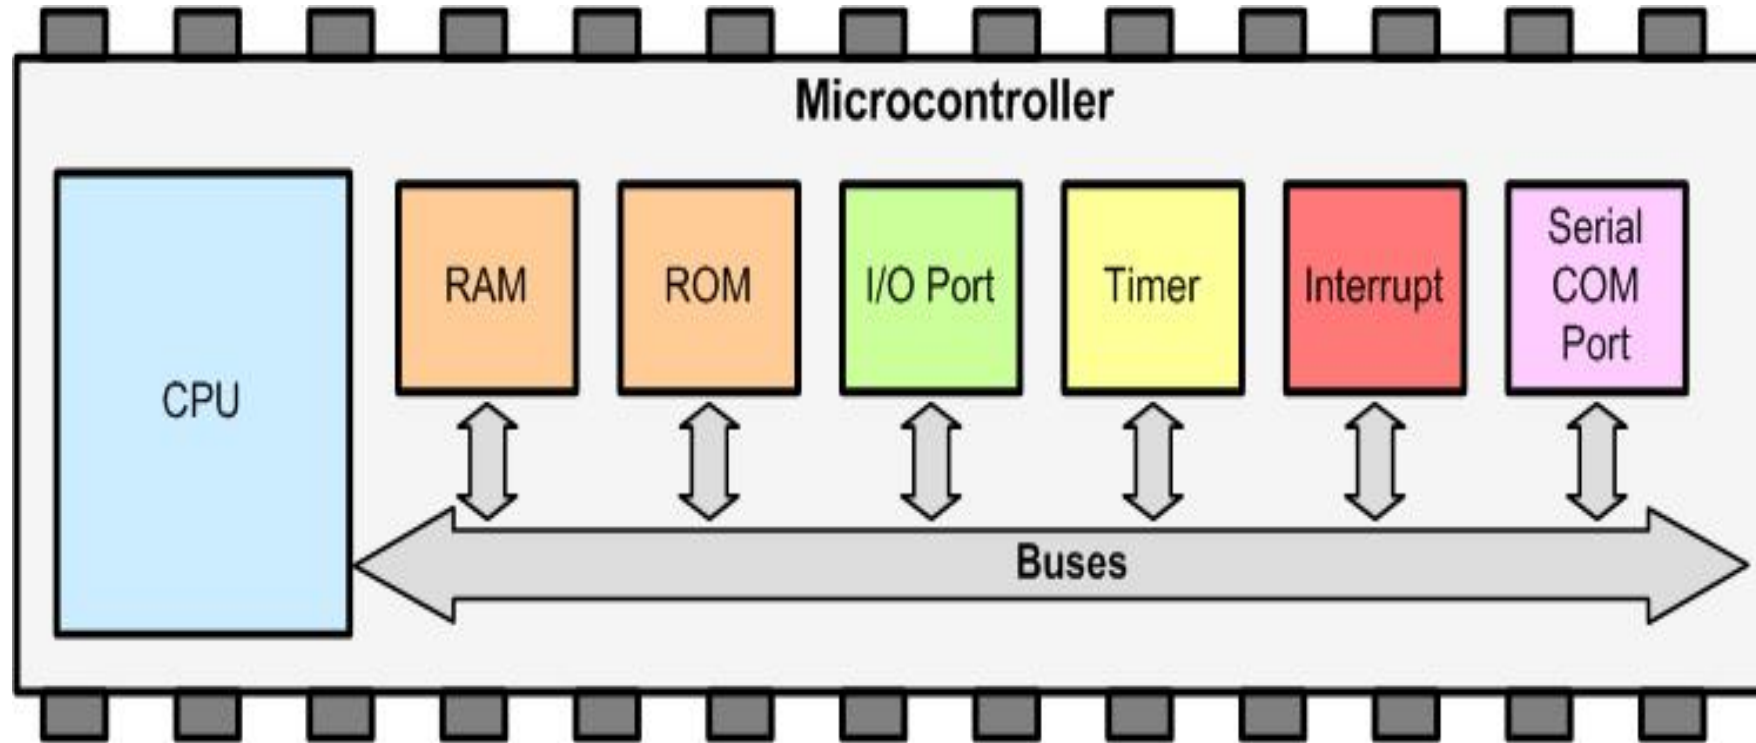 Microcontroller
CPU
RAM
ROM
I/O Port
Timer
Interrupt
Serial
COM
Port
Buses